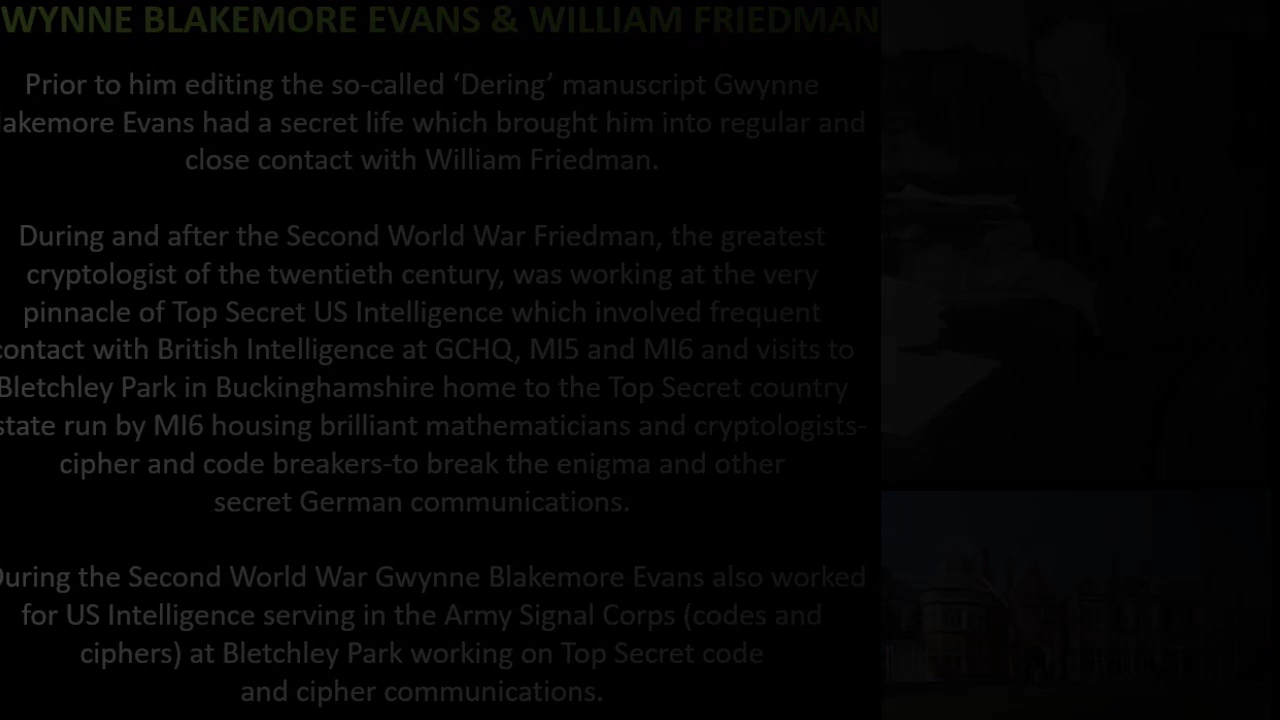 WYNNE BLAKEMORE EVANS & WILLIAM FRIEDMAN
Prior to him editing the so-called ‘Dering’ manuscript Gwynne
lakemore Evans had a secret life which brought him into regular and
close contact with William Friedman.
During and after the Second World War Friedman, the greatest
cryptologist of the twentieth century, was working at the very
pinnacle of Top Secret US Intelligence which involved frequent
contact with British Intelligence at GCHQ, MI5 and MI6 and visits to
Bletchley Park in Buckinghamshire home to the Top Secret country
state run by MI6 housing brilliant mathematicians and cryptologists-
cipher and code breakers-to break the enigma and other
secret German communications.
During the Second World War Gwynne Blakemore Evans also worked
for US Intelligence serving in the Army Signal Corps (codes and
ciphers) at Bletchley Park working on Top Secret code
and cipher communications.